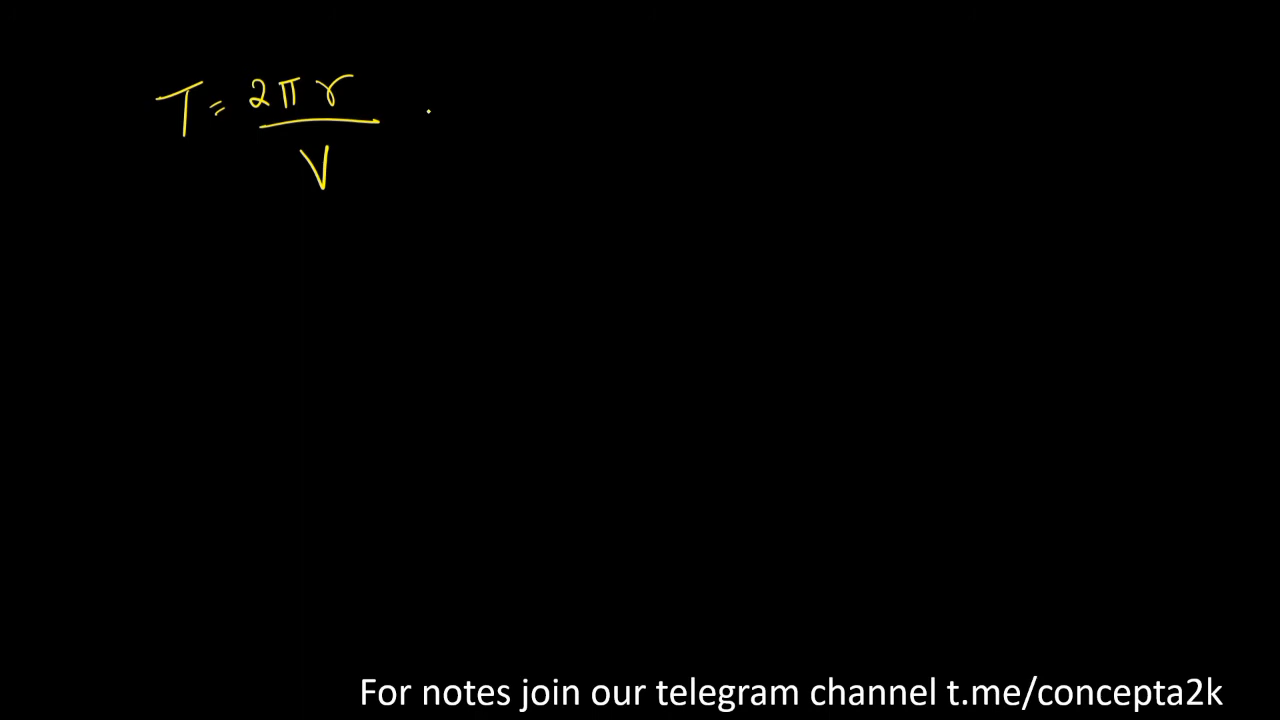 T = 2πr / V
For notes join our telegram channel t.me/concepta2k